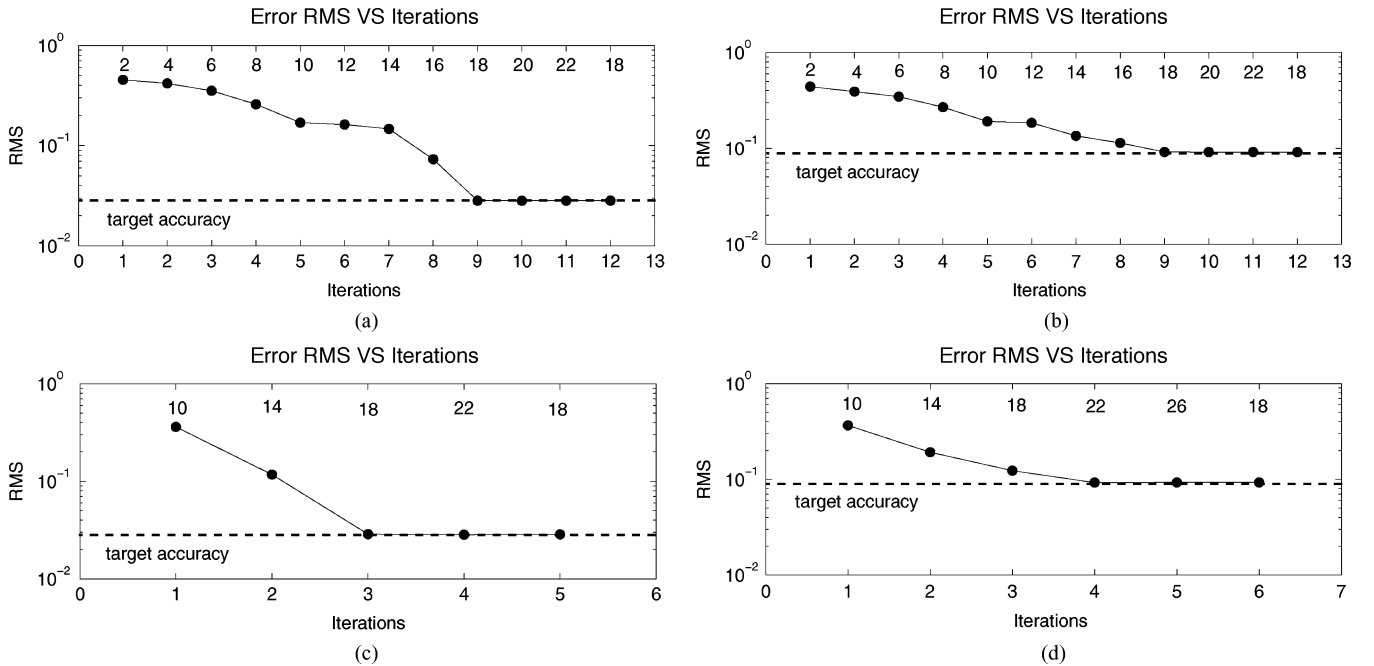 Error RMS VS Iterations
10^0
2 4 6 8 10 12 14 16 18 20 22 18
10^-1
RMS
target accuracy
10^-2
0 1 2 3 4 5 6 7 8 9 10 11 12 13
Iterations
(a)
Error RMS VS Iterations
10^0
2 4 6 8 10 12 14 16 18 20 22 18
10^-1
RMS
target accuracy
10^-2
0 1 2 3 4 5 6 7 8 9 10 11 12 13
Iterations
(b)
Error RMS VS Iterations
10^0
10 14 18 22 18
10^-1
RMS
target accuracy
10^-2
0 1 2 3 4 5 6
Iterations
(c)
Error RMS VS Iterations
10^0
10 14 18 22 26 18
10^-1
RMS
target accuracy
10^-2
0 1 2 3 4 5 6 7
Iterations
(d)